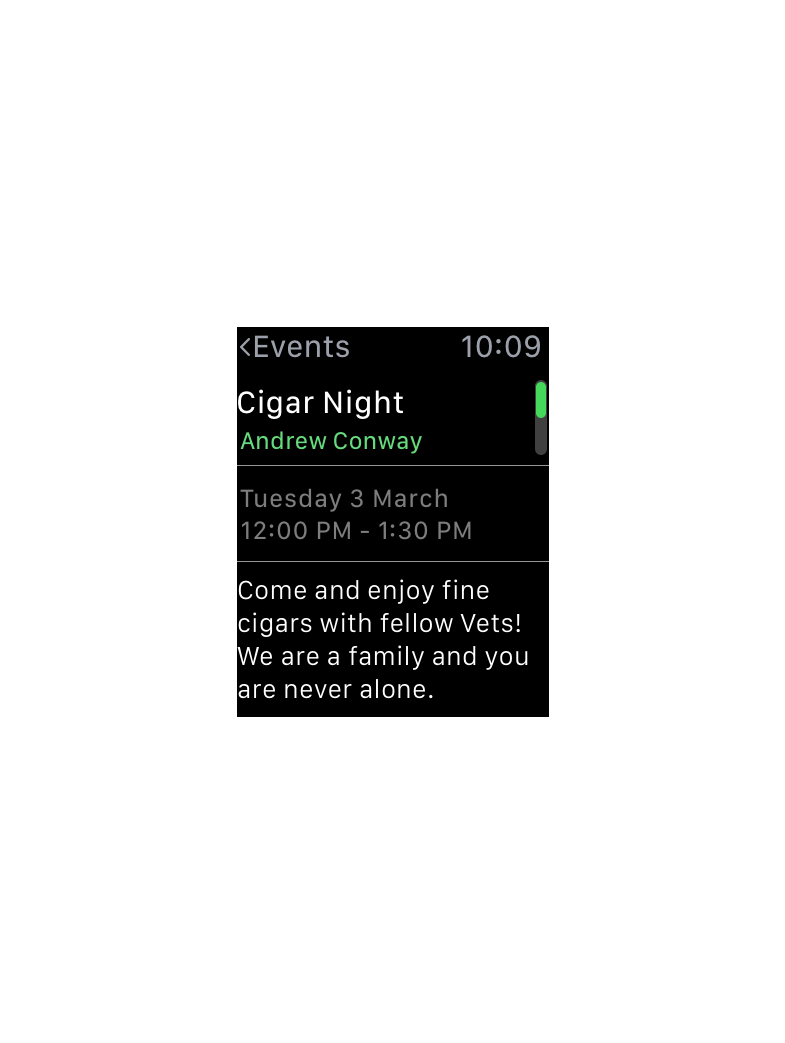 <Events 10:09
Cigar Night
Andrew Conway
Tuesday 3 March
12:00 PM - 1:30 PM
Come and enjoy fine
cigars with fellow Vets!
We are a family and you
are never alone.